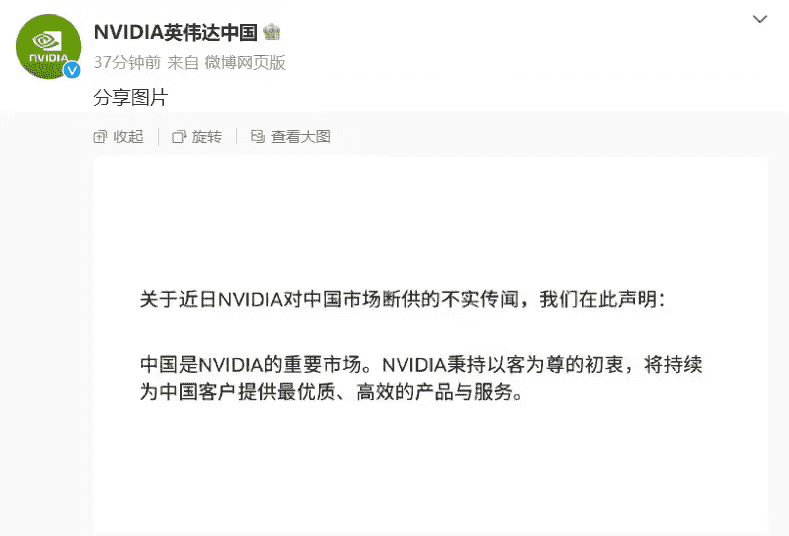 NVIDIA英伟达中国
37分钟前 来自 微博网页版
分享图片
收起 旋转 查看大图
关于近日NVIDIA对中国市场断供的不实传闻，我们在此声明：
中国是NVIDIA的重要市场。NVIDIA秉持以客为尊的初衷，将持续
为中国客户提供最优质、高效的产品与服务。
NVIDIA